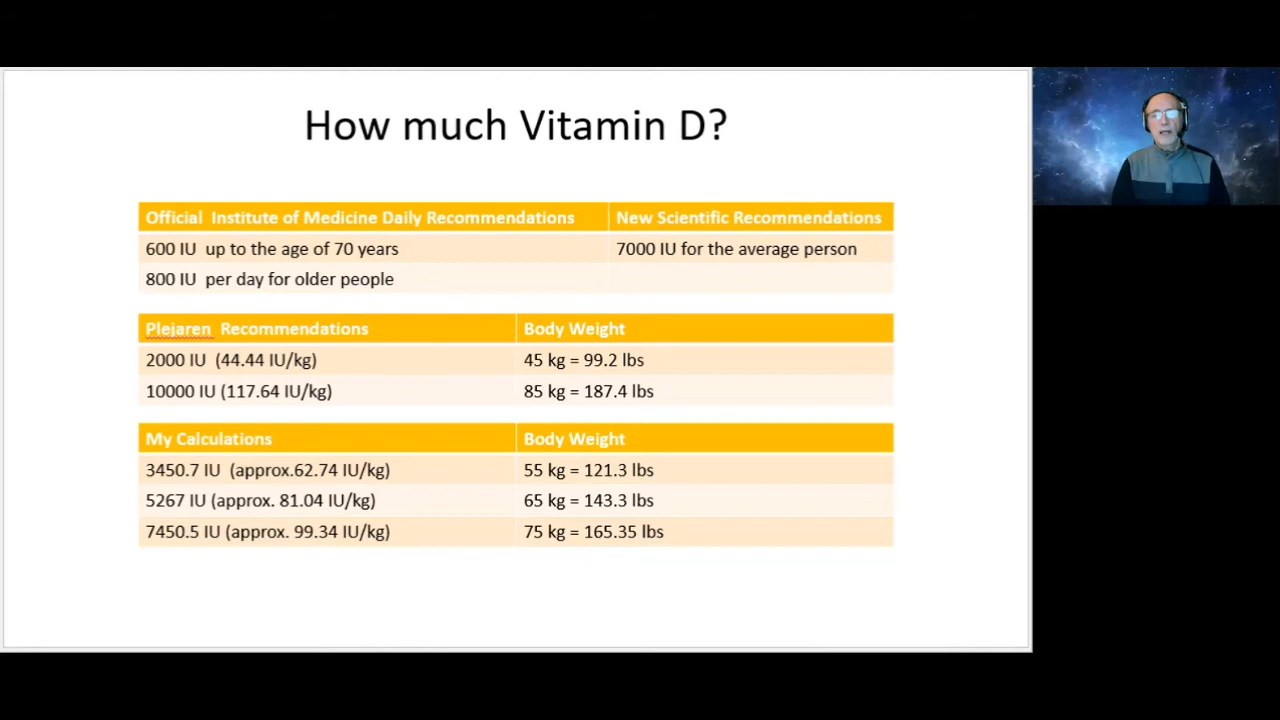 How much Vitamin D?
Official  Institute of Medicine Daily Recommendations New Scientific Recommendations
600 IU  up to the age of 70 years 7000 IU for the average person
800 IU  per day for older people
Plejaren  Recommendations Body Weight
2000 IU  (44.44 IU/kg) 45 kg = 99.2 lbs
10000 IU (117.64 IU/kg) 85 kg = 187.4 lbs
My Calculations Body Weight
3450.7 IU  (approx.62.74 IU/kg) 55 kg = 121.3 lbs
5267 IU (approx. 81.04 IU/kg) 65 kg = 143.3 lbs
7450.5 IU (approx. 99.34 IU/kg) 75 kg = 165.35 lbs